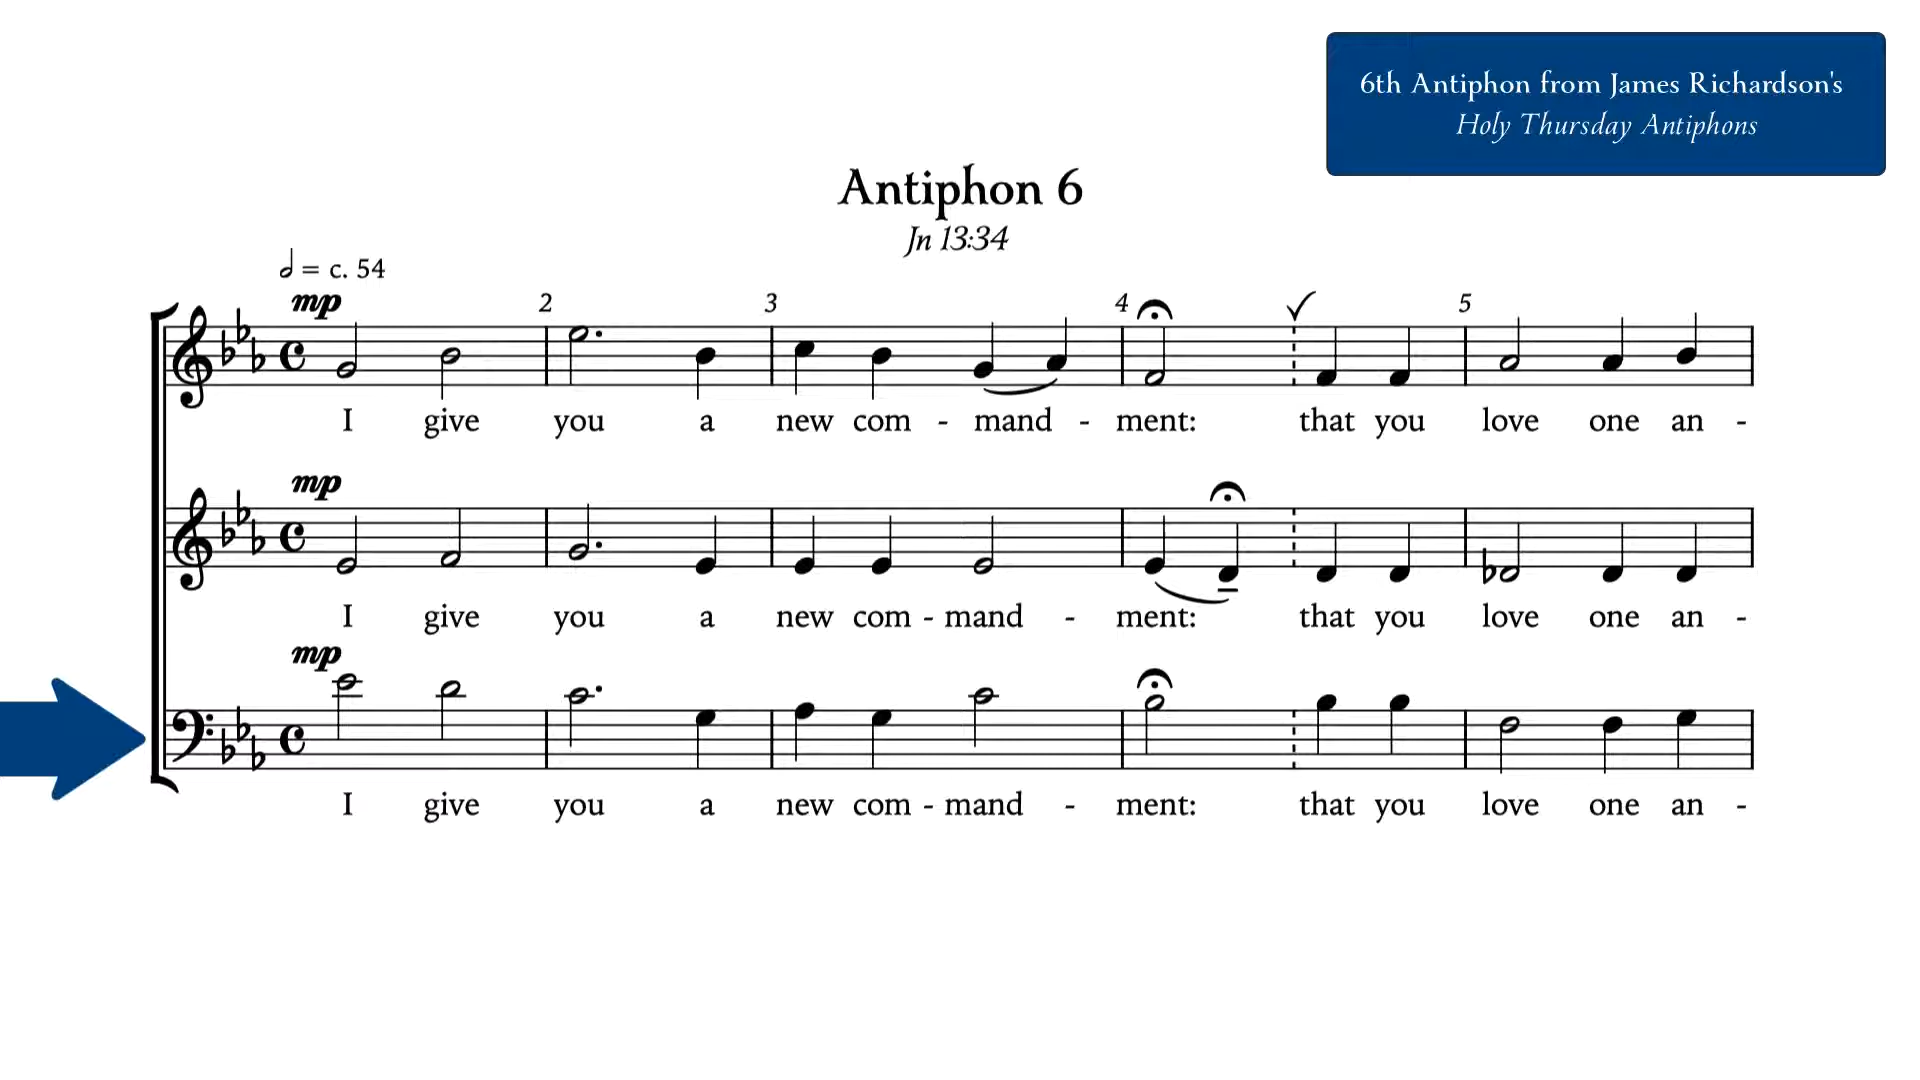 6th Antiphon from James Richardson's
Holy Thursday Antiphons
Antiphon 6
Jn 13:34
= c. 54
mp 2 3 4 5
I give you a new com - mand - ment: that you love one an -
mp
I give you a new com - mand - ment: that you love one an -
mp
I give you a new com - mand - ment: that you love one an -